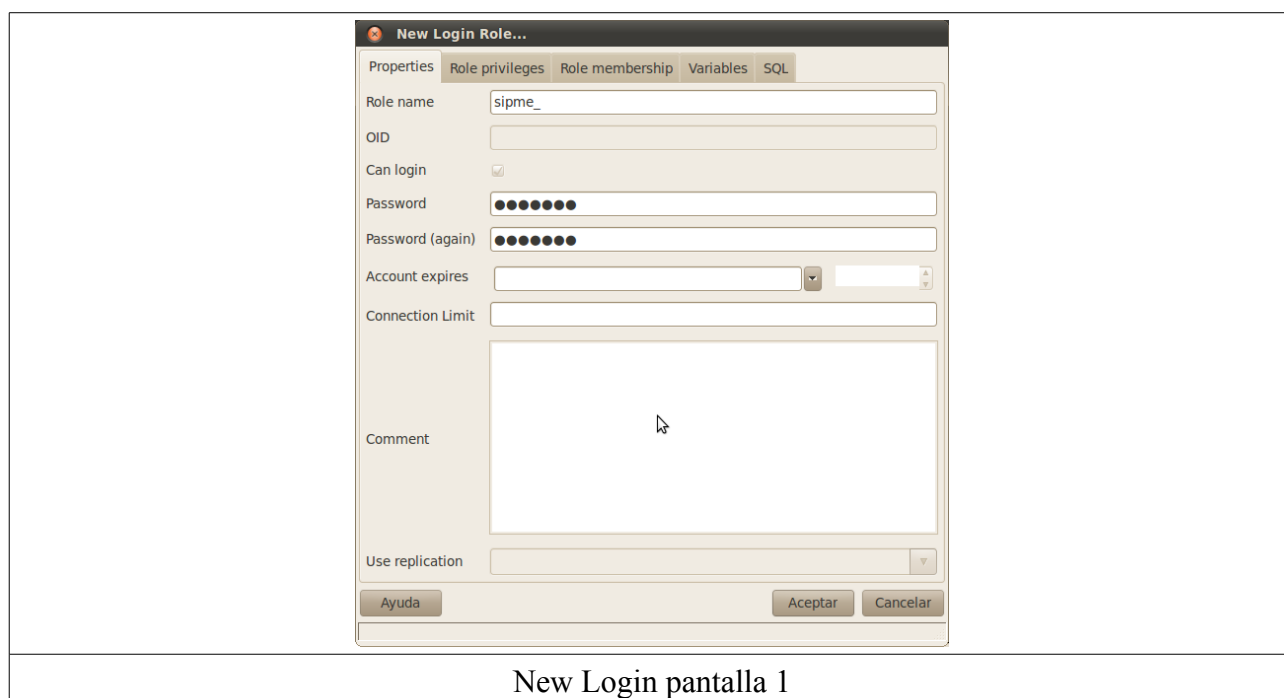 New Login Role...
Properties Role privileges Role membership Variables SQL
Role name sipme_
OID
Can login
Password ●●●●●●●
Password (again) ●●●●●●●
Account expires
Connection Limit
Comment
Use replication
Ayuda Aceptar Cancelar
New Login pantalla 1